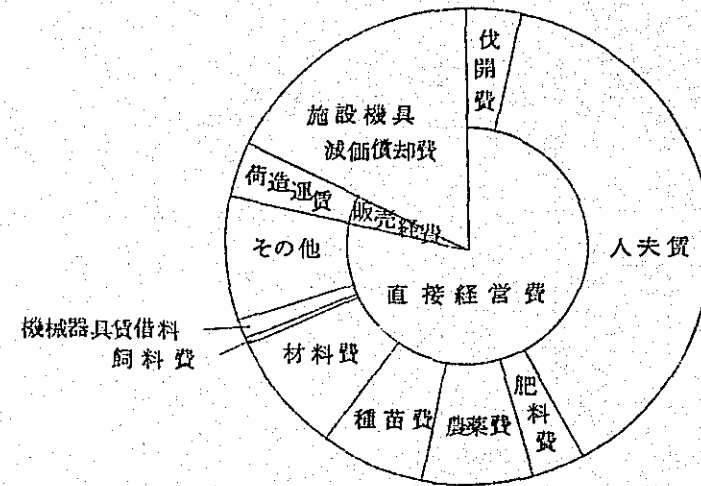 伐開費
人夫賃
肥料費
農薬費
種苗費
材料費
飼料費
機械器具賃借料
その他
荷造運賃
施設機具
減価償却費
販売経費
直接経営費